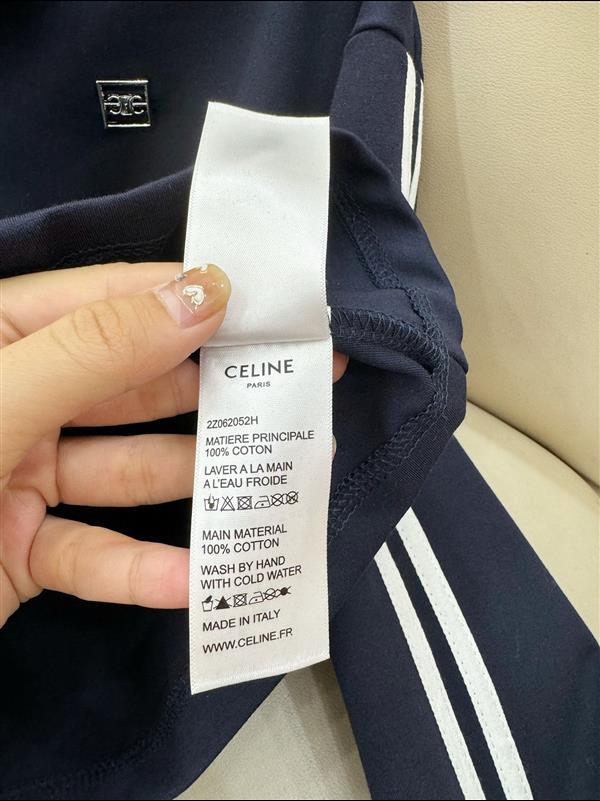 CELINE
PARIS
2Z062052H
MATIERE PRINCIPALE
100% COTON
LAVER A LA MAIN
A L'EAU FROIDE
MAIN MATERIAL
100% COTTON
WASH BY HAND
WITH COLD WATER
MADE IN ITALY
WWW.CELINE.FR